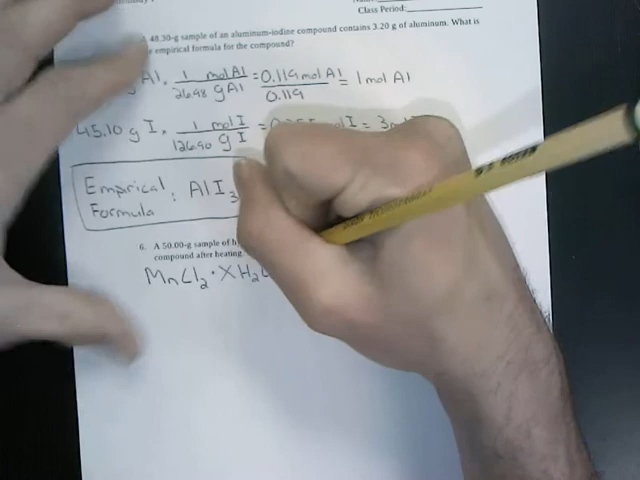 Class Period:
48.30-g sample of an aluminum-iodine compound contains 3.20 g of aluminum. What is
empirical formula for the compound?
Al · 1 mol Al / 26.98 g Al = 0.119 mol Al / 0.119 = 1 mol Al
45.10 g I · 1 mol I / 126.90 g I = I = 3
Empirical Formula : AlI3
6. A 50.00-g sample of
compound after heating
MnCl2 · XH2